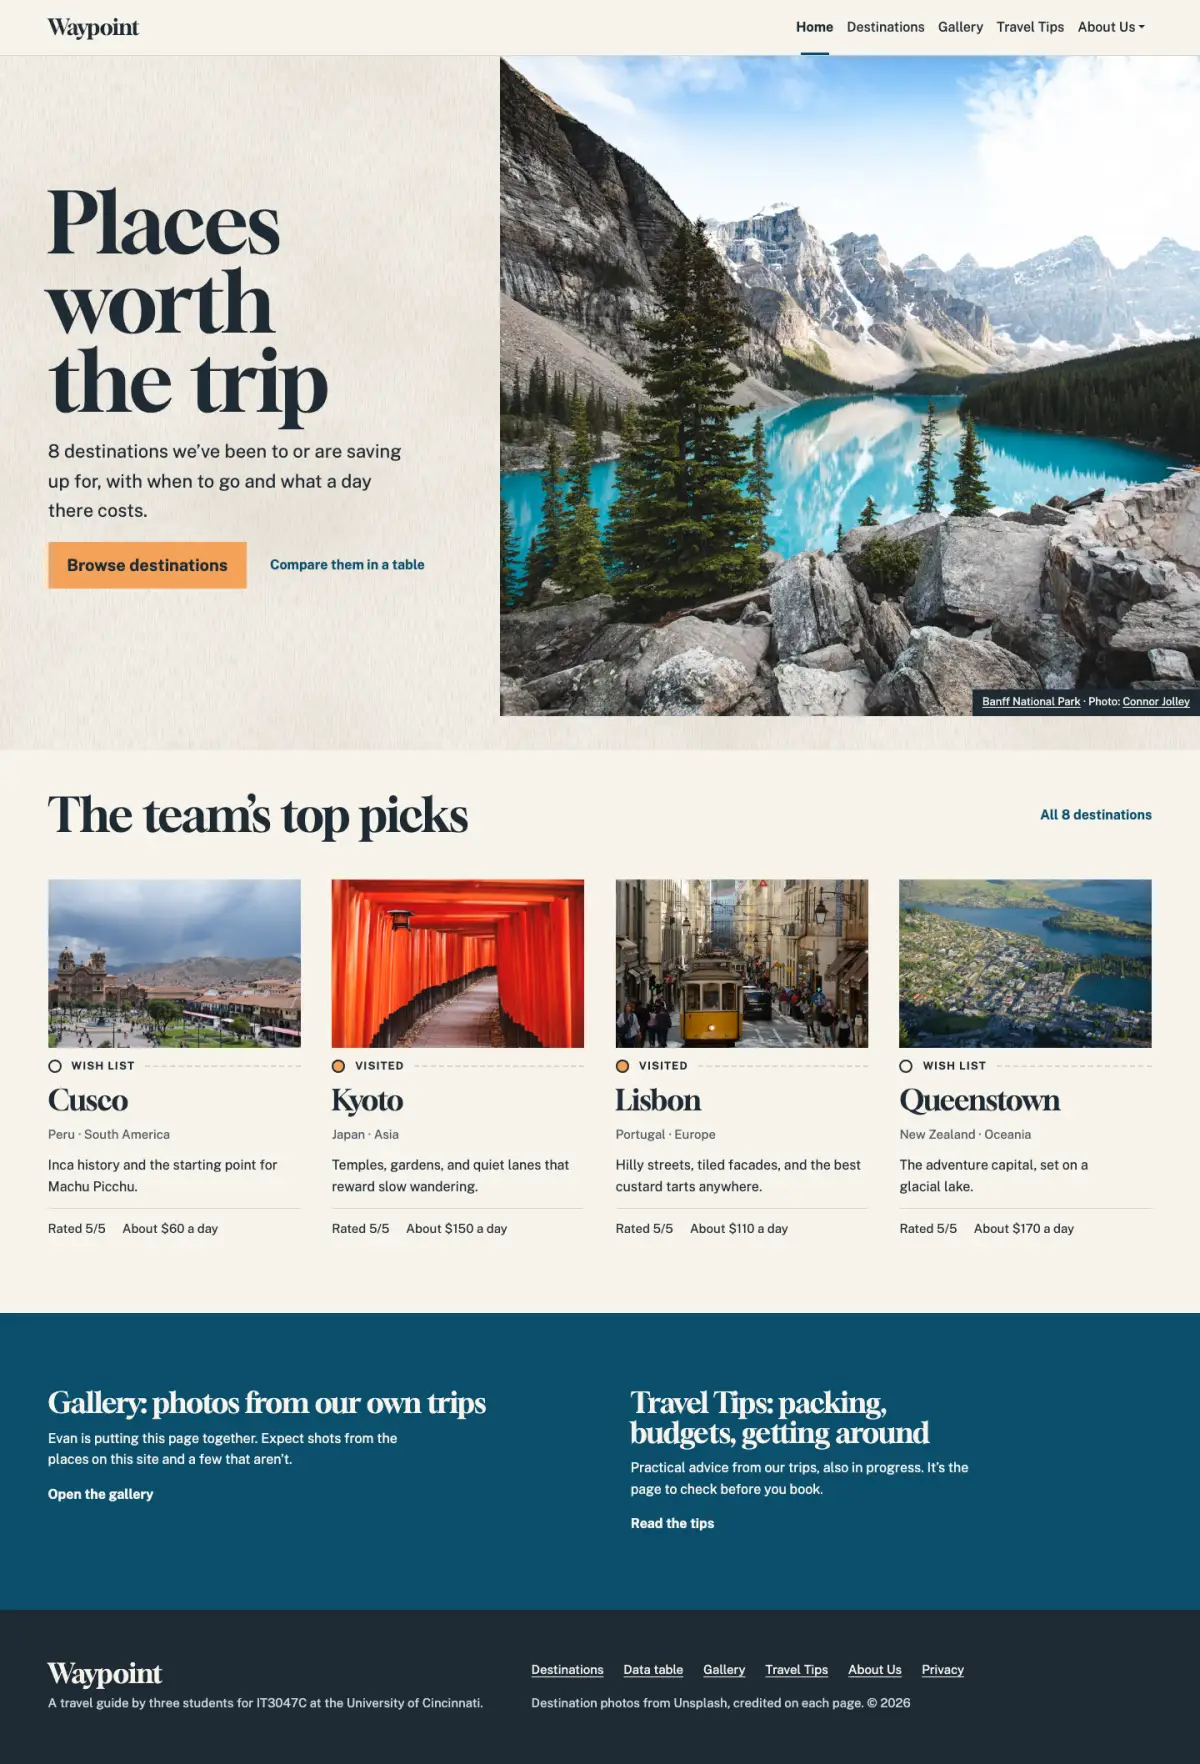 Waypoint
Home Destinations Gallery Travel Tips About Us
Places
worth
the trip
8 destinations we've been to or are saving
up for, with when to go and what a day
there costs.
Browse destinations
Compare them in a table
Banff National Park · Photo: Connor Jolley
The team's top picks
All 8 destinations
WISH LIST
Cusco
Peru · South America
Inca history and the starting point for
Machu Picchu.
Rated 5/5 About $60 a day
VISITED
Kyoto
Japan · Asia
Temples, gardens, and quiet lanes that
reward slow wandering.
Rated 5/5 About $150 a day
VISITED
Lisbon
Portugal · Europe
Hilly streets, tiled facades, and the best
custard tarts anywhere.
Rated 5/5 About $110 a day
WISH LIST
Queenstown
New Zealand · Oceania
The adventure capital, set on a
glacial lake.
Rated 5/5 About $170 a day
Gallery: photos from our own trips
Evan is putting this page together. Expect shots from the
places on this site and a few that aren't.
Open the gallery
Travel Tips: packing,
budgets, getting around
Practical advice from our trips, also in progress. It's the
page to check before you book.
Read the tips
Waypoint
A travel guide by three students for IT3047C at the University of Cincinnati.
Destinations Data table Gallery Travel Tips About Us Privacy
Destination photos from Unsplash, credited on each page. © 2026